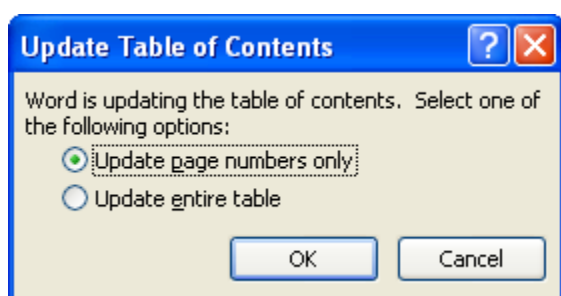 Update Table of Contents
Word is updating the table of contents. Select one of
the following options:
Update page numbers only
Update entire table
OK Cancel